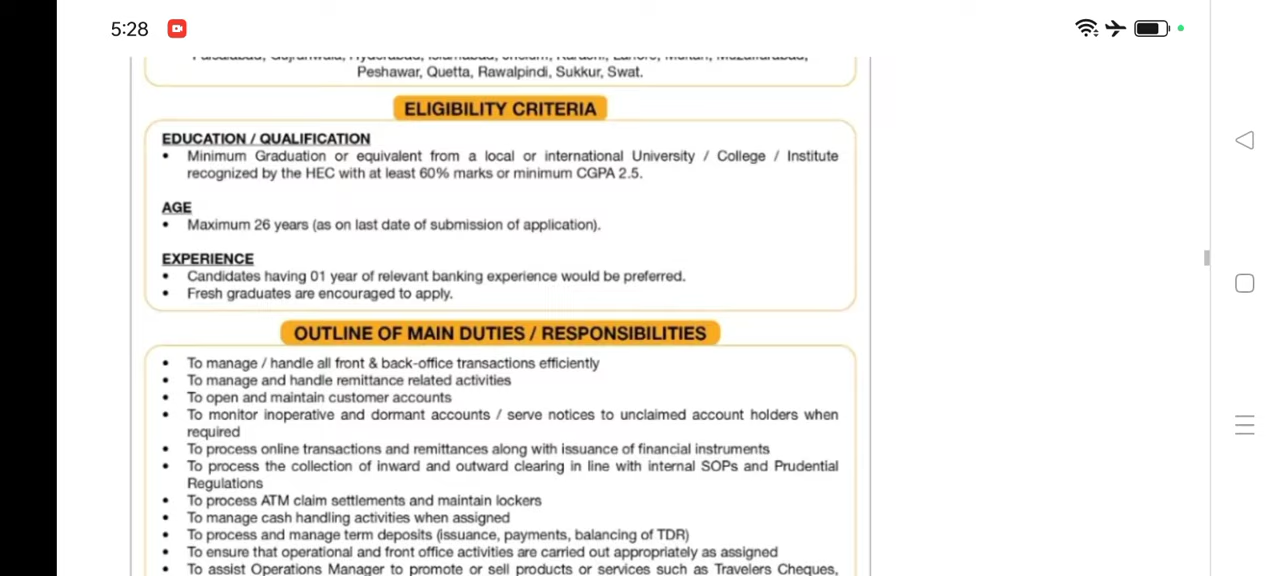 5:28
Faisalabad, Gujranwala, Hyderabad, Islamabad, Jhelum, Karachi, Lahore, Multan, Muzaffarabad,
Peshawar, Quetta, Rawalpindi, Sukkur, Swat.
ELIGIBILITY CRITERIA
EDUCATION / QUALIFICATION
• Minimum Graduation or equivalent from a local or international University / College / Institute
recognized by the HEC with at least 60% marks or minimum CGPA 2.5.
AGE
• Maximum 26 years (as on last date of submission of application).
EXPERIENCE
• Candidates having 01 year of relevant banking experience would be preferred.
• Fresh graduates are encouraged to apply.
OUTLINE OF MAIN DUTIES / RESPONSIBILITIES
• To manage / handle all front & back-office transactions efficiently
• To manage and handle remittance related activities
• To open and maintain customer accounts
• To monitor inoperative and dormant accounts / serve notices to unclaimed account holders when
required
• To process online transactions and remittances along with issuance of financial instruments
• To process the collection of inward and outward clearing in line with internal SOPs and Prudential
Regulations
• To process ATM claim settlements and maintain lockers
• To manage cash handling activities when assigned
• To process and manage term deposits (issuance, payments, balancing of TDR)
• To ensure that operational and front office activities are carried out appropriately as assigned
• To assist Operations Manager to promote or sell products or services such as Travelers Cheques,